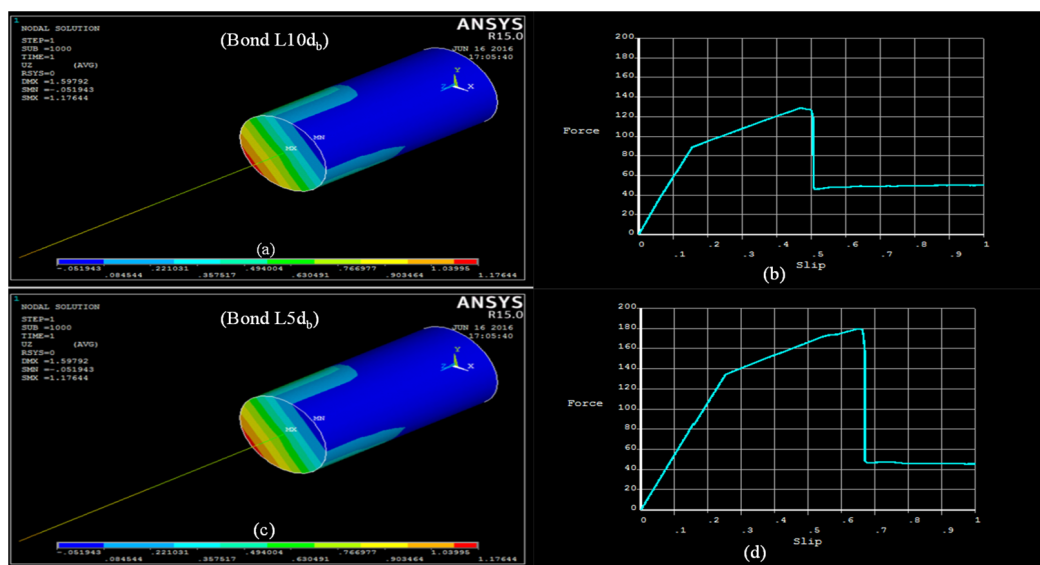 1
NODAL SOLUTION
STEP=1
SUB =1000
TIME=1
UZ (AVG)
RSYS=0
DMX =1.59792
SMN =-.051943
SMX =1.17644
(Bond L10db)
ANSYS
R15.0
JUN 16 2016
17:05:40
Y
Z X
MN
MX
(a)
-.051943 .221031 .494004 .766977 1.03995
.084544 .357517 .630491 .903464 1.17644
200
180
160
140
120
100
80
60
40
20
0
Force
0 .1 .2 .3 .4 .5 .6 .7 .8 .9 1
Slip
(b)
1
NODAL SOLUTION
STEP=1
SUB =1000
TIME=1
UZ (AVG)
RSYS=0
DMX =1.59792
SMN =-.051943
SMX =1.17644
(Bond L5db)
ANSYS
R15.0
JUN 16 2016
17:05:40
Y
Z X
MN
MX
(c)
-.051943 .221031 .494004 .766977 1.03995
.084544 .357517 .630491 .903464 1.17644
200
180
160
140
120
100
80
60
40
20
0
Force
0 .1 .2 .3 .4 .5 .6 .7 .8 .9 1
Slip
(d)